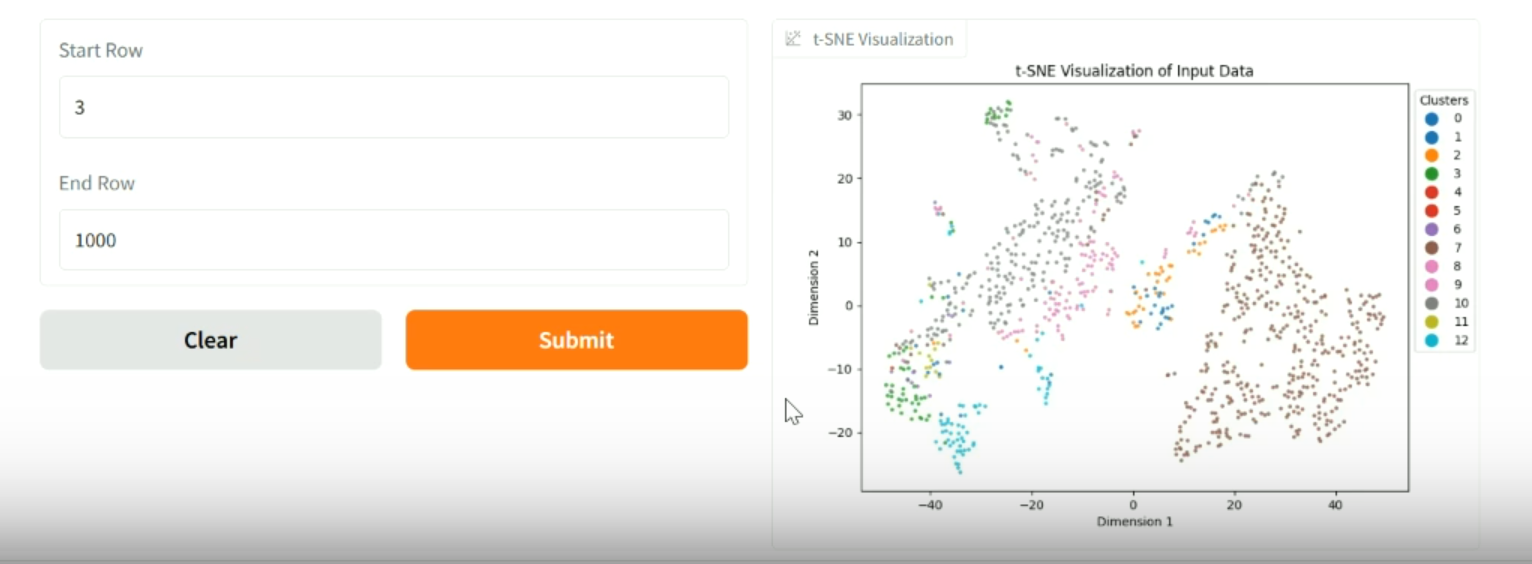 Start Row
3
End Row
1000
Clear
Submit
t-SNE Visualization
t-SNE Visualization of Input Data
30
20
10
0
−10
−20
Dimension 2
−40
−20
0
20
40
Dimension 1
Clusters
0
1
2
3
4
5
6
7
8
9
10
11
12